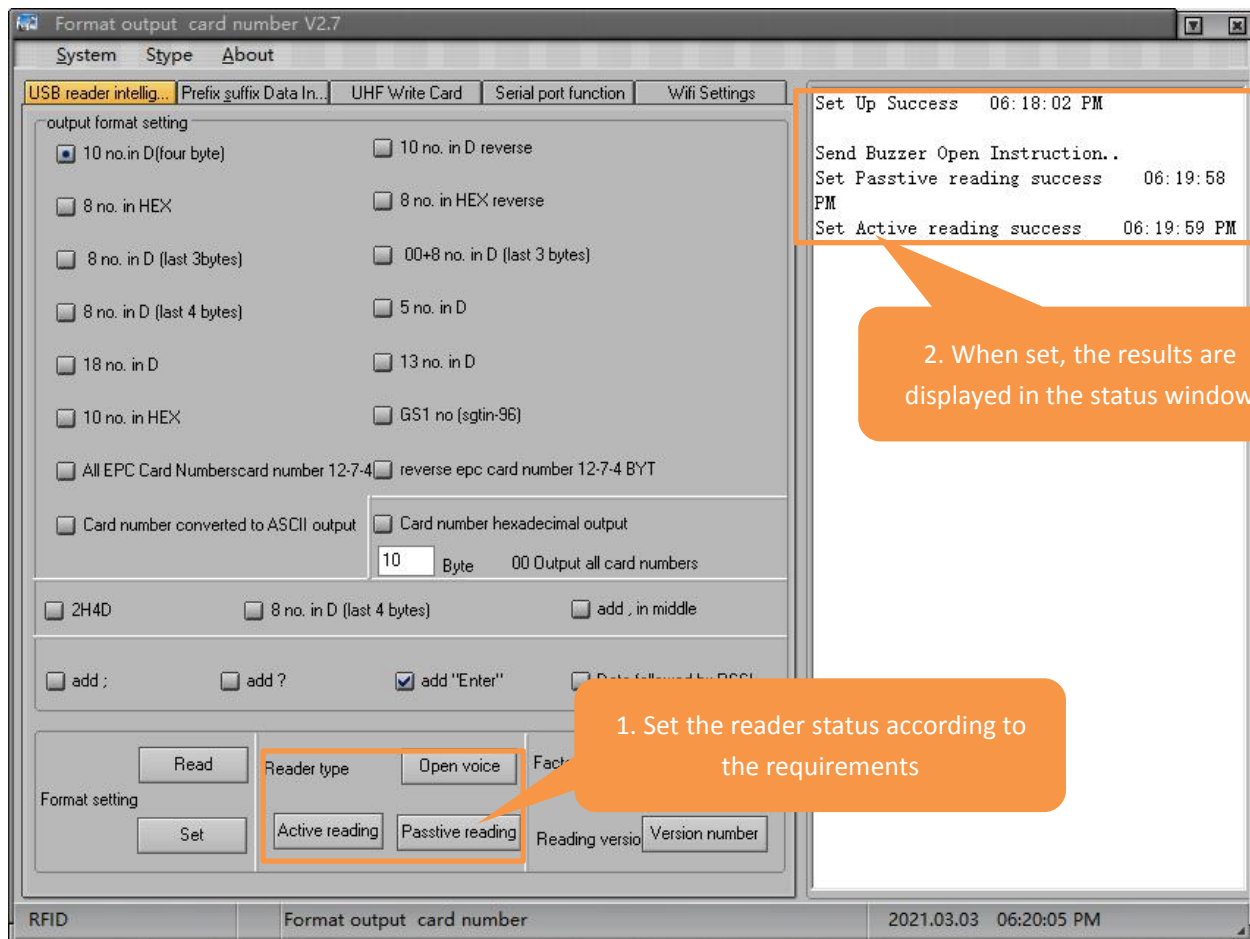 Format output card number V2.7
System Stype About
USB reader intellig... Prefix suffix Data In... UHF Write Card Serial port function Wifi Settings
output format setting
10 no.in D(four byte) 10 no. in D reverse
8 no. in HEX 8 no. in HEX reverse
8 no. in D (last 3bytes) 00+8 no. in D (last 3 bytes)
8 no. in D (last 4 bytes) 5 no. in D
18 no. in D 13 no. in D
10 no. in HEX GS1 no (sgtin-96)
All EPC Card Numberscard number 12-7-4 reverse epc card number 12-7-4 BYT
Card number converted to ASCII output Card number hexadecimal output
10 Byte 00 Output all card numbers
2H4D 8 no. in D (last 4 bytes) add , in middle
add ; add ? add "Enter"
Format setting
Read
Set
Reader type Open voice
Active reading Passtive reading
Reading versio Version number
1. Set the reader status according to
the requirements
Set Up Success 06:18:02 PM
Send Buzzer Open Instruction..
Set Passtive reading success 06:19:58
PM
Set Active reading success 06:19:59 PM
2. When set, the results are
displayed in the status window
RFID Format output card number 2021.03.03 06:20:05 PM